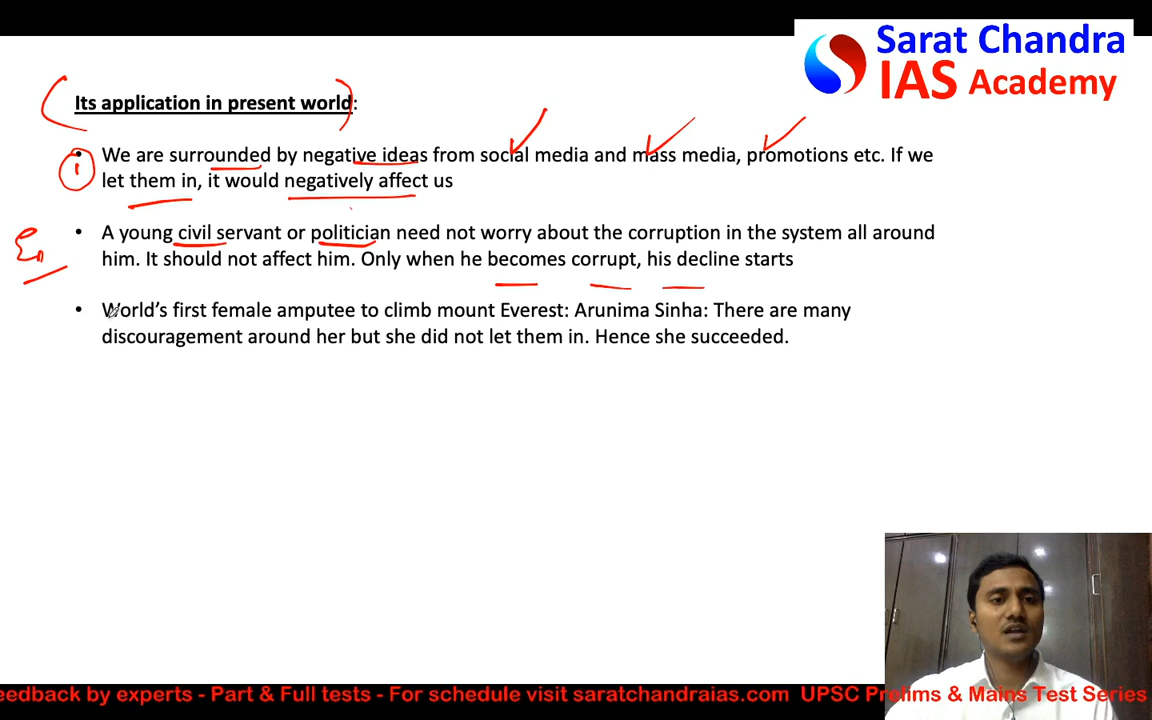 Sarat Chandra
IAS Academy
Its application in present world:
1
• We are surrounded by negative ideas from social media and mass media, promotions etc. If we
let them in, it would negatively affect us
• A young civil servant or politician need not worry about the corruption in the system all around
him. It should not affect him. Only when he becomes corrupt, his decline starts
• World's first female amputee to climb mount Everest: Arunima Sinha: There are many
discouragement around her but she did not let them in. Hence she succeeded.
eedback by experts - Part & Full tests - For schedule visit saratchandraias.com UPSC Prelims & Mains Test Series